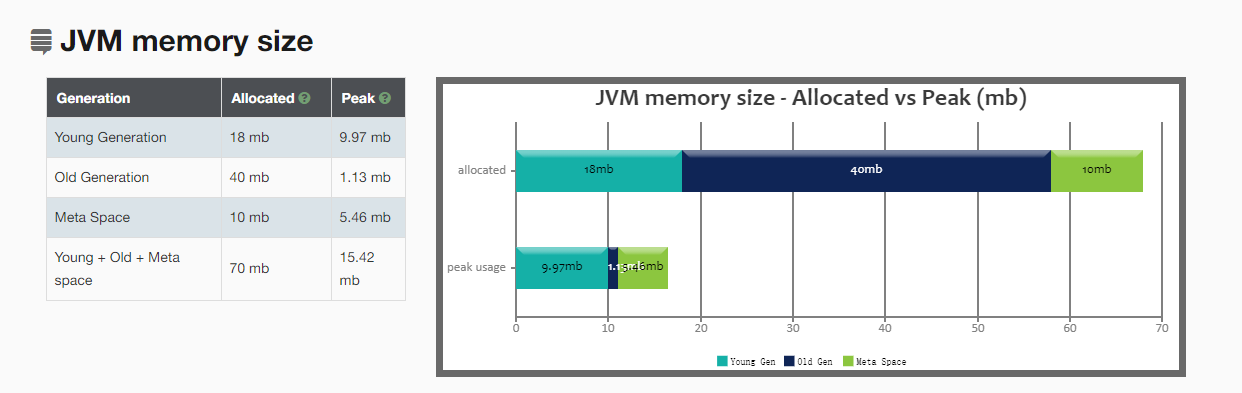 JVM memory size
Generation Allocated Peak
Young Generation 18 mb 9.97 mb
Old Generation 40 mb 1.13 mb
Meta Space 10 mb 5.46 mb
Young + Old + Meta space 70 mb 15.42 mb
JVM memory size - Allocated vs Peak (mb)
allocated 18mb 40mb 10mb
peak usage 9.97mb 1.13mb 5.46mb
0 10 20 30 40 50 60 70
Young Gen Old Gen Meta Space